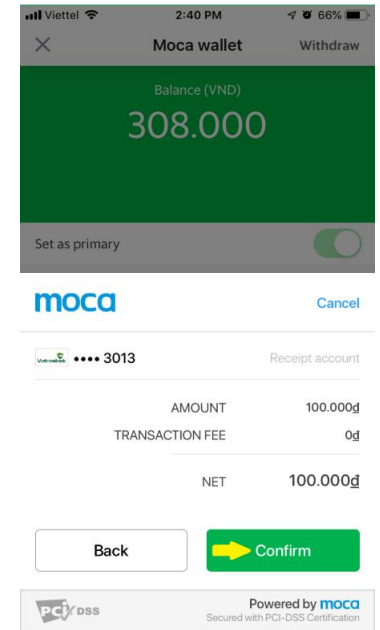 Viettel 2:40 PM 66%
Moca wallet Withdraw
Balance (VND)
308.000
Set as primary
moca Cancel
Vietcombank •••• 3013 Receipt account
AMOUNT 100.000₫
TRANSACTION FEE 0₫
NET 100.000₫
Back Confirm
PCI DSS Powered by moca
Secured with PCI-DSS Certification